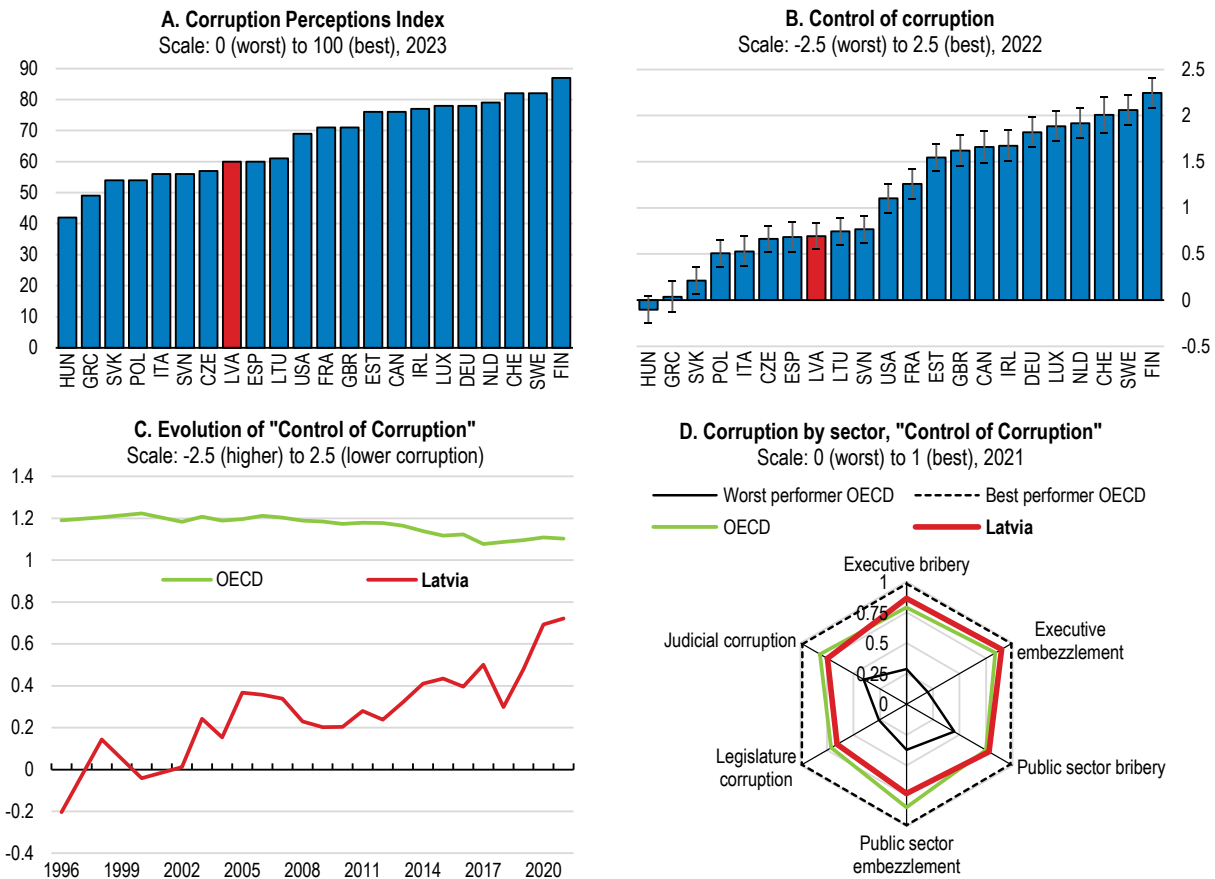 A. Corruption Perceptions Index
Scale: 0 (worst) to 100 (best), 2023
90
80
70
60
50
40
30
20
10
0
HUN GRC SVK POL ITA SVN CZE LVA ESP LTU USA FRA GBR EST CAN IRL LUX DEU NLD CHE SWE FIN
B. Control of corruption
Scale: -2.5 (worst) to 2.5 (best), 2022
2.5
2
1.5
1
0.5
0
-0.5
HUN GRC SVK POL ITA CZE ESP LVA LTU SVN USA FRA EST GBR CAN IRL DEU LUX NLD CHE SWE FIN
C. Evolution of "Control of Corruption"
Scale: -2.5 (higher) to 2.5 (lower corruption)
1.4
1.2
1
0.8
0.6
0.4
0.2
0
-0.2
-0.4
OECD Latvia
1996 1999 2002 2005 2008 2011 2014 2017 2020
D. Corruption by sector, "Control of Corruption"
Scale: 0 (worst) to 1 (best), 2021
Worst performer OECD Best performer OECD
OECD Latvia
Executive bribery
1
0.75
0.5
0.25
0
Executive
embezzlement
Public sector bribery
Public sector
embezzlement
Legislature
corruption
Judicial corruption